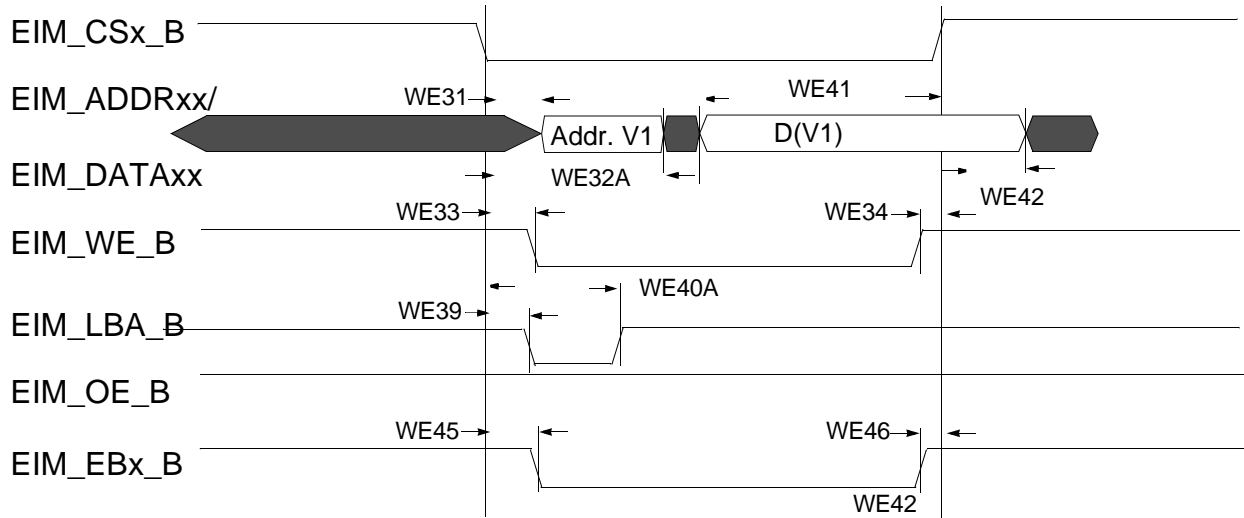 EIM_CSx_B
EIM_ADDRxx/
WE31
WE41
Addr. V1
D(V1)
EIM_DATAxx
WE32A
WE42
WE33
WE34
EIM_WE_B
WE40A
WE39
EIM_LBA_B
EIM_OE_B
WE45
WE46
EIM_EBx_B
WE42